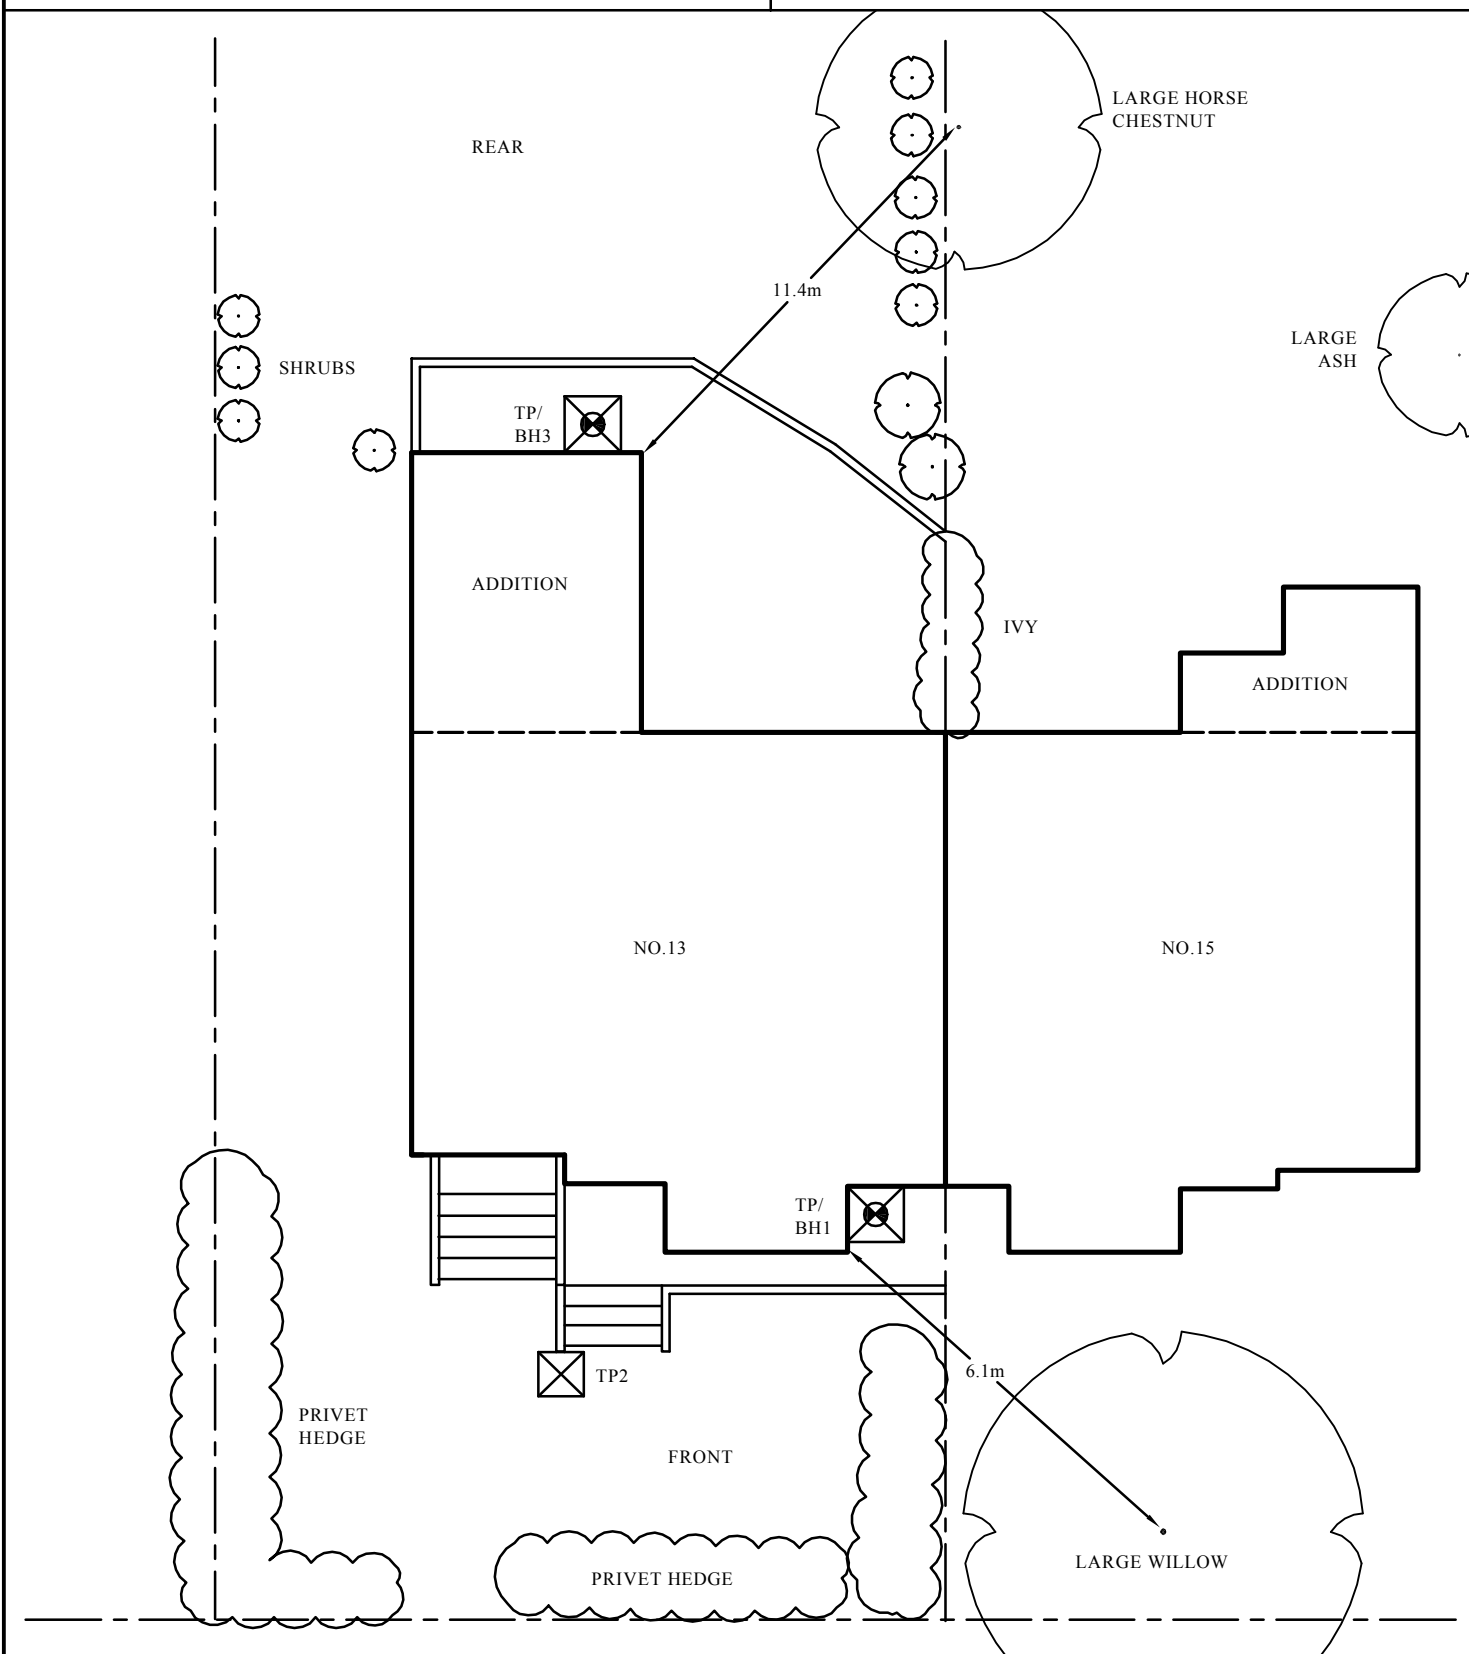 LARGE HORSE
CHESTNUT
REAR
11.4m
LARGE
ASH
SHRUBS
TP/
BH3
ADDITION
IVY
ADDITION
NO.13
NO.15
TP/
BH1
6.1m
TP2
PRIVET
HEDGE
FRONT
LARGE WILLOW
PRIVET HEDGE